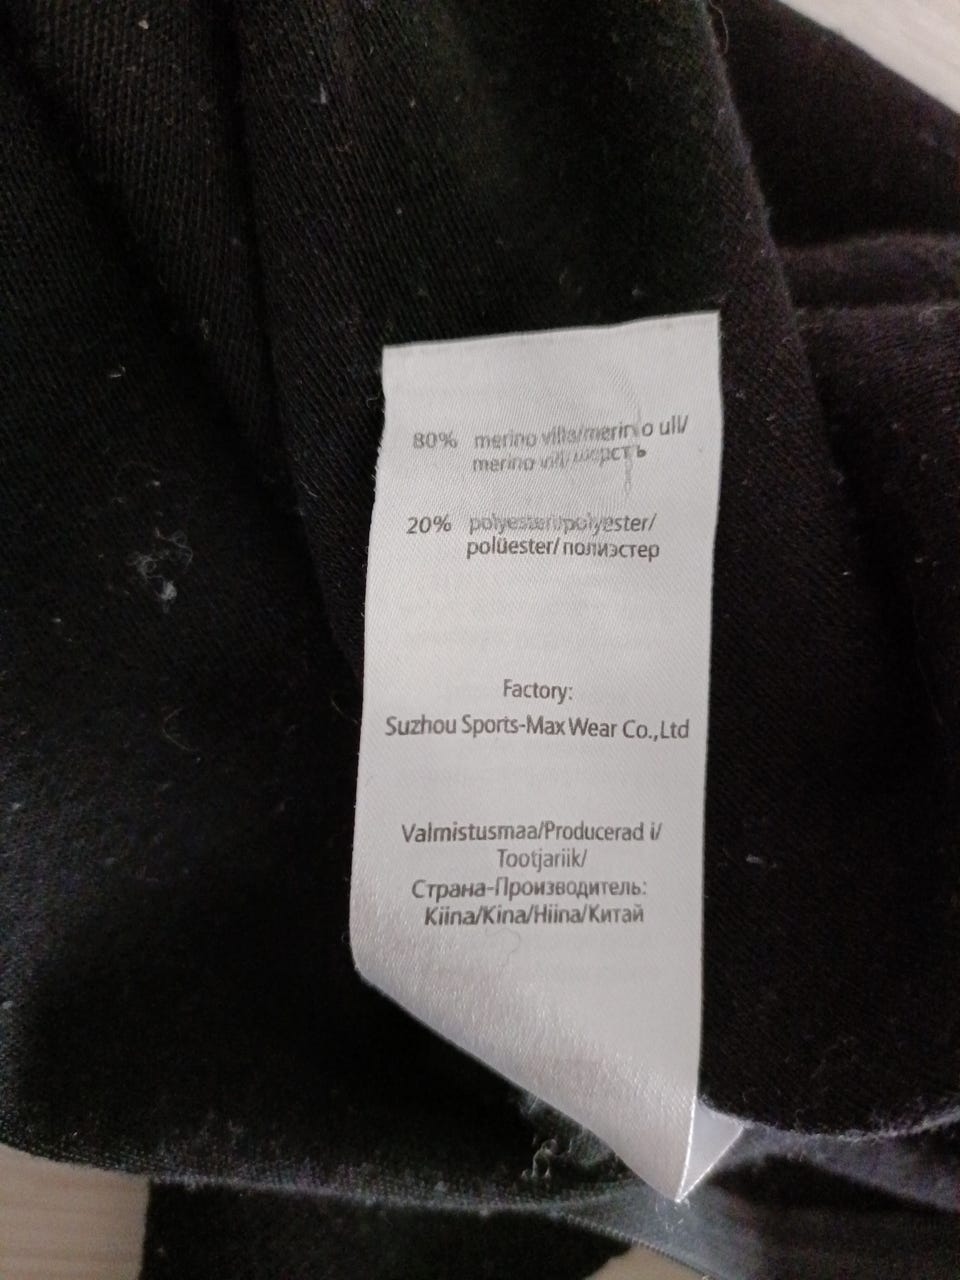 80% merino villa/merino ull/
merino vill/шерсть
20% polyesteri/polyester/
polüester/полиэстер
Factory:
Suzhou Sports-Max Wear Co.,Ltd
Valmistusmaa/Producerad i/
Tootjariik/
Страна-Производитель:
Kiina/Kina/Hiina/Китай